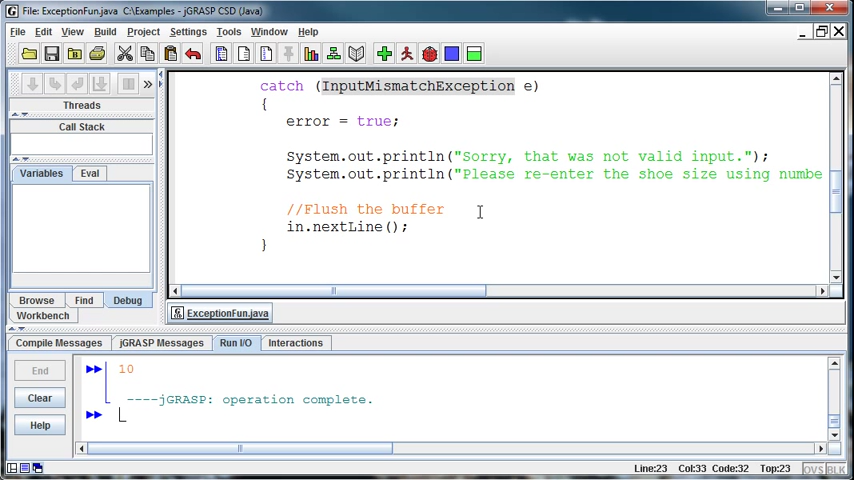 File: ExceptionFun.java  C:\Examples - jGRASP CSD (Java)
File Edit View Build Project Settings Tools Window Help
Threads
Call Stack
Variables Eval
Browse Find Debug
Workbench
catch (InputMismatchException e)
{
error = true;
System.out.println("Sorry, that was not valid input.");
System.out.println("Please re-enter the shoe size using numbe
//Flush the buffer
in.nextLine();
}
ExceptionFun.java
Compile Messages jGRASP Messages Run I/O Interactions
End
Clear
Help
10
----jGRASP: operation complete.
Line:23 Col:33 Code:32 Top:23 OVS BLK